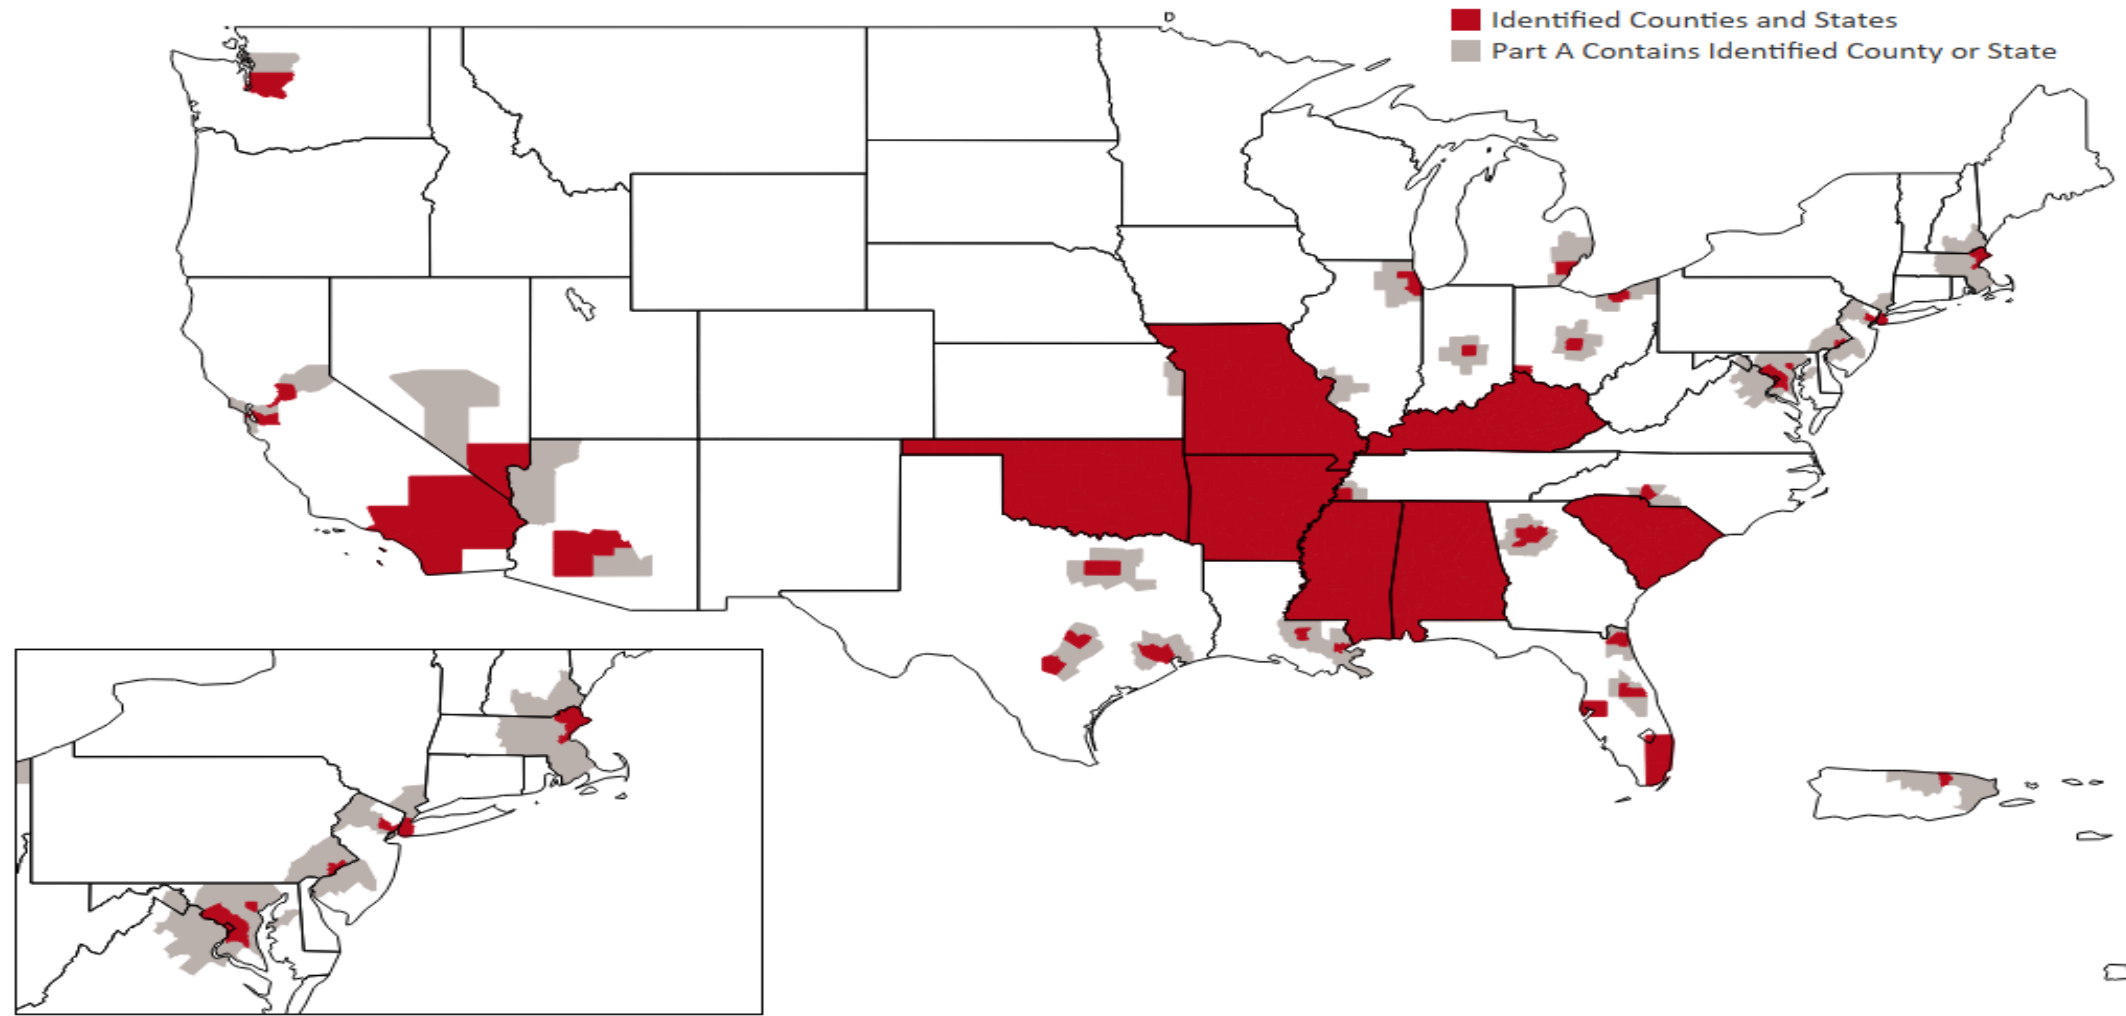 Identified Counties and States
Part A Contains Identified County or State